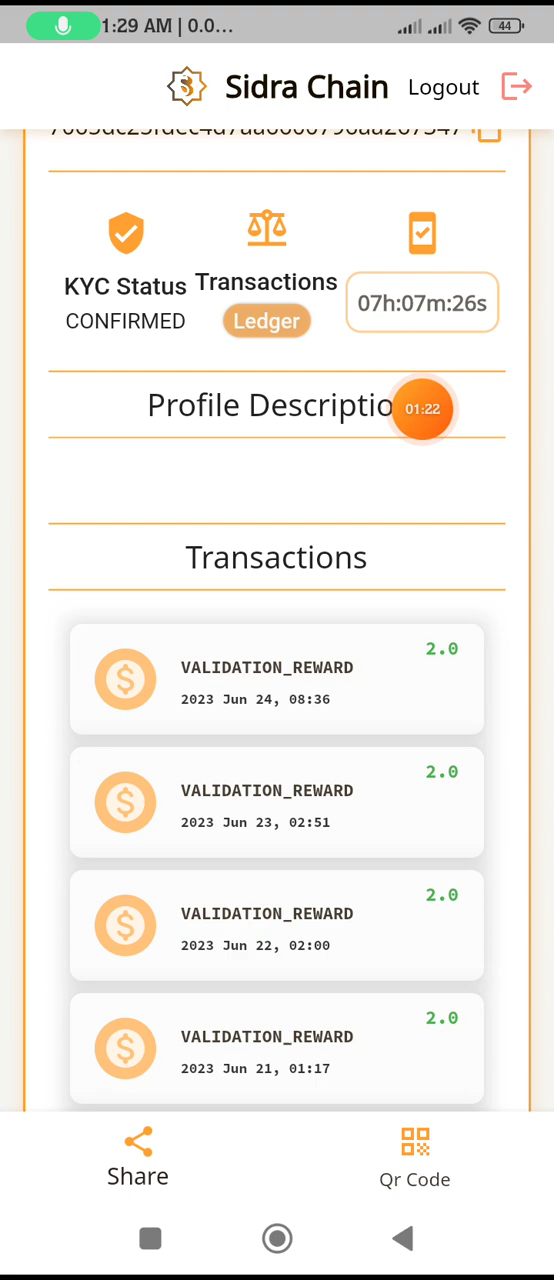 1:29 AM | 0.0...
44
Sidra Chain
Logout
KYC Status
CONFIRMED
Transactions
Ledger
07h:07m:26s
Profile Descriptio
01:22
Transactions
VALIDATION_REWARD
2.0
2023 Jun 24, 08:36
VALIDATION_REWARD
2.0
2023 Jun 23, 02:51
VALIDATION_REWARD
2.0
2023 Jun 22, 02:00
VALIDATION_REWARD
2.0
2023 Jun 21, 01:17
Share
Qr Code